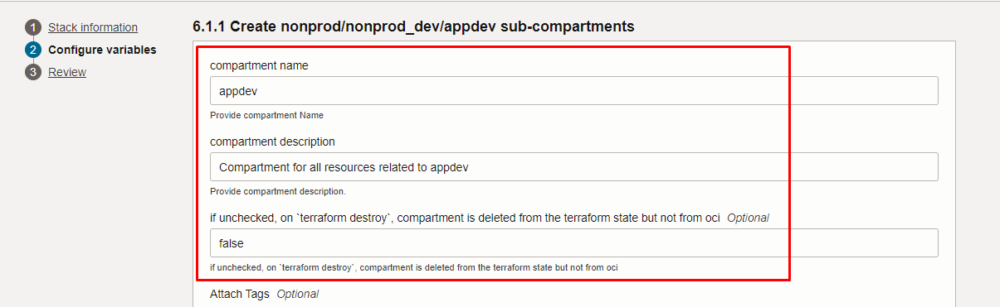 1 Stack information
2 Configure variables
3 Review
6.1.1 Create nonprod/nonprod_dev/appdev sub-compartments
compartment name
appdev
Provide compartment Name
compartment description
Compartment for all resources related to appdev
Provide compartment description.
if unchecked, on `terraform destroy`, compartment is deleted from the terraform state but not from oci Optional
false
if unchecked, on `terraform destroy`, compartment is deleted from the terraform state but not from oci
Attach Tags Optional